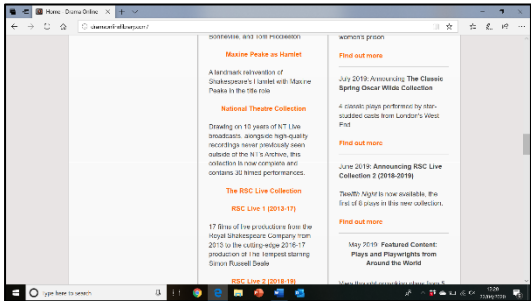 Home - Drama Online
dramaonlinelibrary.com/
Bonneville, and Tom Hiddleston
Maxine Peake as Hamlet
A landmark reinvention of
Shakespeare's Hamlet with Maxine
Peake in the title role
National Theatre Collection
Drawing on 10 years of NT Live
broadcasts, alongside high-quality
recordings never previously seen
outside of the NT's Archive, this
collection is now complete and
contains 30 filmed performances.
The RSC Live Collection
RSC Live 1 (2013-17)
17 films of live productions from the
Royal Shakespeare Company from
2013 to the cutting-edge 2016-17
production of The Tempest starring
Simon Russell Beale
RSC Live 2 (2018-19)
women's prison
Find out more
July 2019: Announcing The Classic
Spring Oscar Wilde Collection
4 classic plays performed by star-
studded casts from London's West
End
Find out more
June 2019: Announcing RSC Live
Collection 2 (2018-2019)
Twelfth Night is now available, the
first of 6 plays in this new collection.
Find out more
May 2019: Featured Content:
Plays and Playwrights from
Around the World
Type here to search